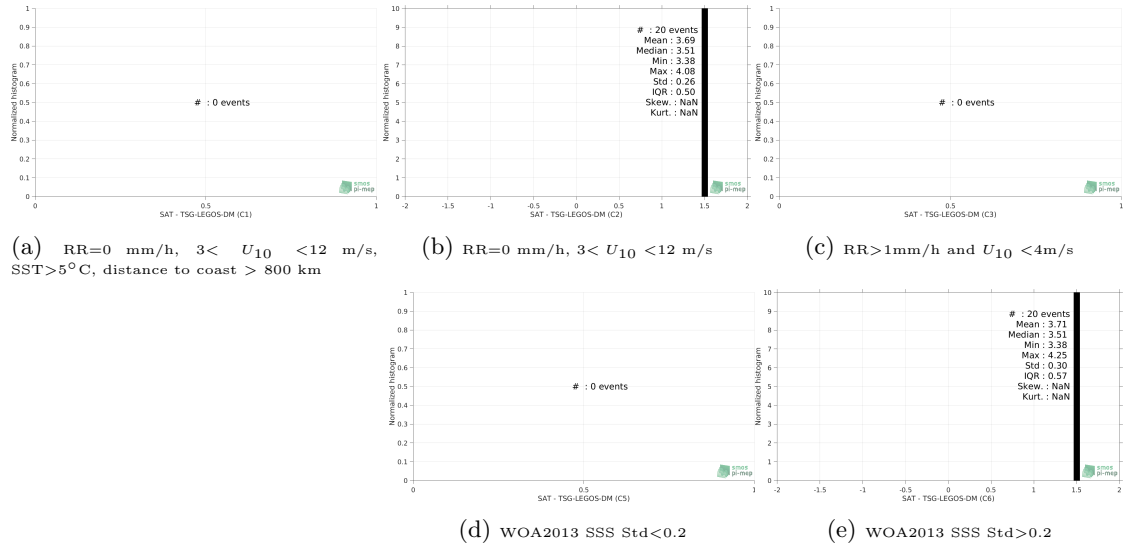 1
0.9
0.8
0.7
0.6
0.5
0.4
0.3
0.2
0.1
0
Normalized histogram
# : 0 events
smos
pi-mep
0 0.5 1
SAT - TSG-LEGOS-DM (C1)
(a) RR=0 mm/h, 3< U10 <12 m/s,
SST>5°C, distance to coast > 800 km
10
9
8
7
6
5
4
3
2
1
0
Normalized histogram
# : 20 events
Mean : 3.69
Median : 3.51
Min : 3.38
Max : 4.08
Std : 0.26
IQR : 0.50
Skew. : NaN
Kurt. : NaN
smos
pi-mep
-2 -1.5 -1 -0.5 0 0.5 1 1.5 2
SAT - TSG-LEGOS-DM (C2)
(b) RR=0 mm/h, 3< U10 <12 m/s
1
0.9
0.8
0.7
0.6
0.5
0.4
0.3
0.2
0.1
0
Normalized histogram
# : 0 events
smos
pi-mep
0 0.5 1
SAT - TSG-LEGOS-DM (C3)
(c) RR>1mm/h and U10 <4m/s
1
0.9
0.8
0.7
0.6
0.5
0.4
0.3
0.2
0.1
0
Normalized histogram
# : 0 events
smos
pi-mep
0 0.5 1
SAT - TSG-LEGOS-DM (C5)
(d) WOA2013 SSS Std<0.2
10
9
8
7
6
5
4
3
2
1
0
Normalized histogram
# : 20 events
Mean : 3.71
Median : 3.51
Min : 3.38
Max : 4.25
Std : 0.30
IQR : 0.57
Skew. : NaN
Kurt. : NaN
smos
pi-mep
-2 -1.5 -1 -0.5 0 0.5 1 1.5 2
SAT - TSG-LEGOS-DM (C6)
(e) WOA2013 SSS Std>0.2